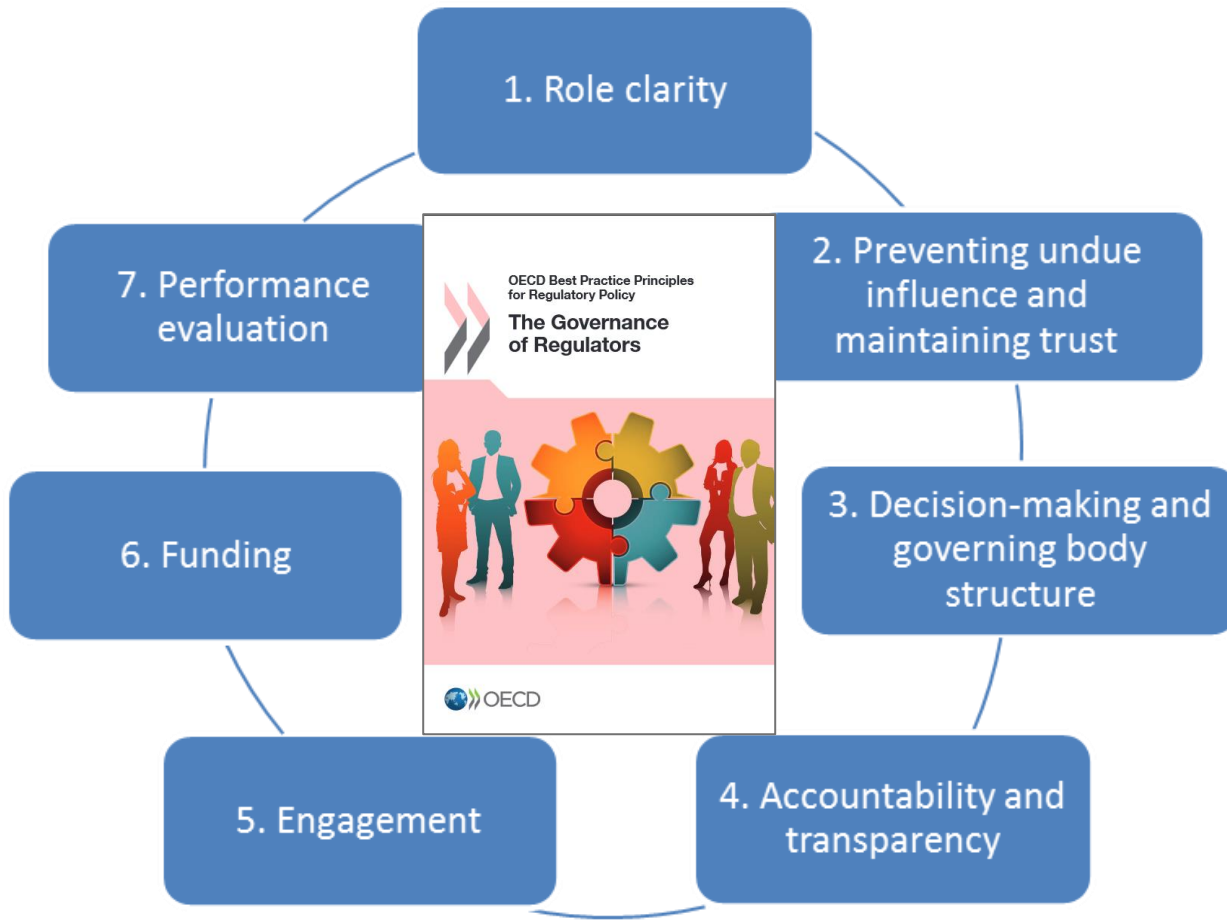 1. Role clarity
2. Preventing undue
influence and
maintaining trust
3. Decision-making and
governing body
structure
4. Accountability and
transparency
5. Engagement
6. Funding
7. Performance
evaluation
OECD Best Practice Principles
for Regulatory Policy
The Governance
of Regulators
OECD